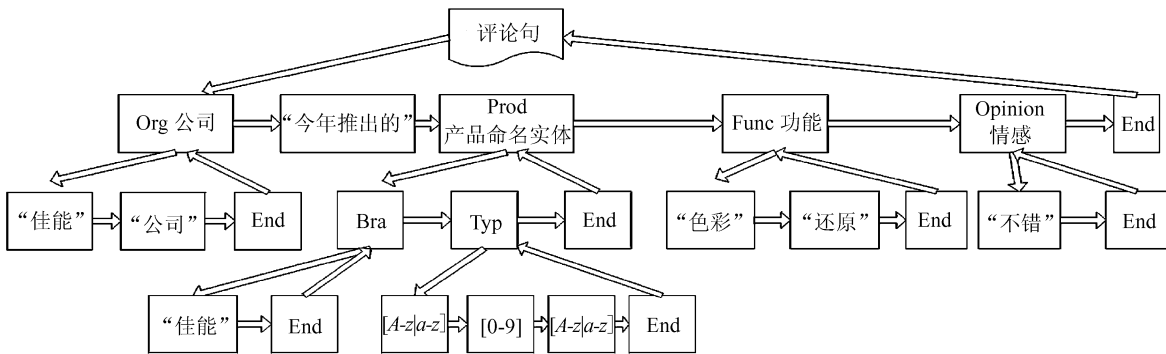 评论句
Org 公司
“今年推出的”
Prod
产品命名实体
Func 功能
Opinion
情感
End
“佳能”
“公司”
End
Bra
Typ
End
“色彩”
“还原”
End
“不错”
End
“佳能”
End
[A-z|a-z]
[0-9]
[A-z|a-z]
End